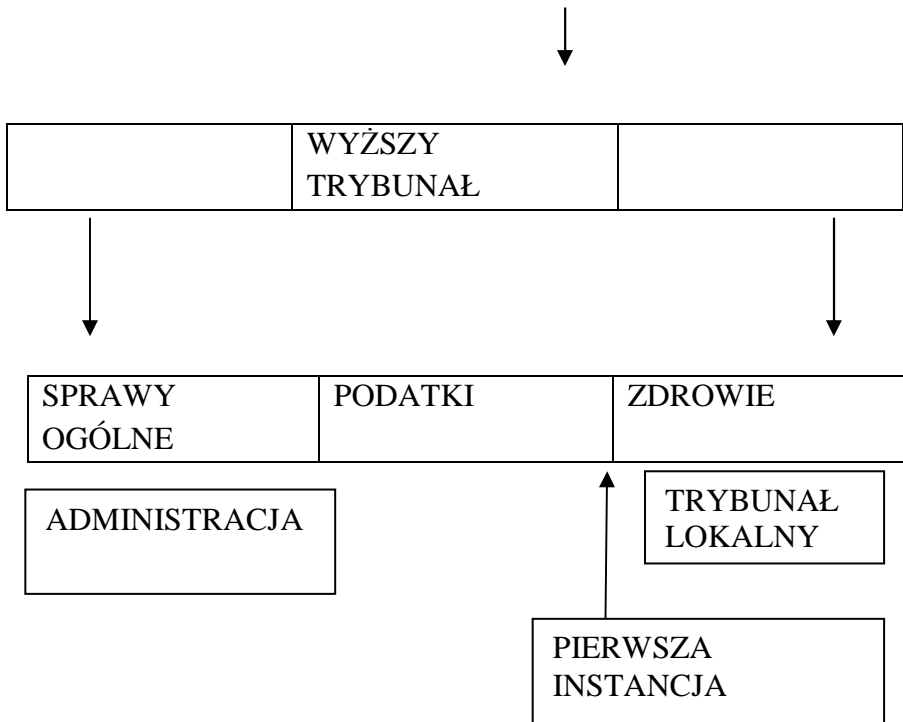 WYŻSZY
TRYBUNAŁ
SPRAWY
OGÓLNE
PODATKI
ZDROWIE
ADMINISTRACJA
TRYBUNAŁ
LOKALNY
PIERWSZA
INSTANCJA